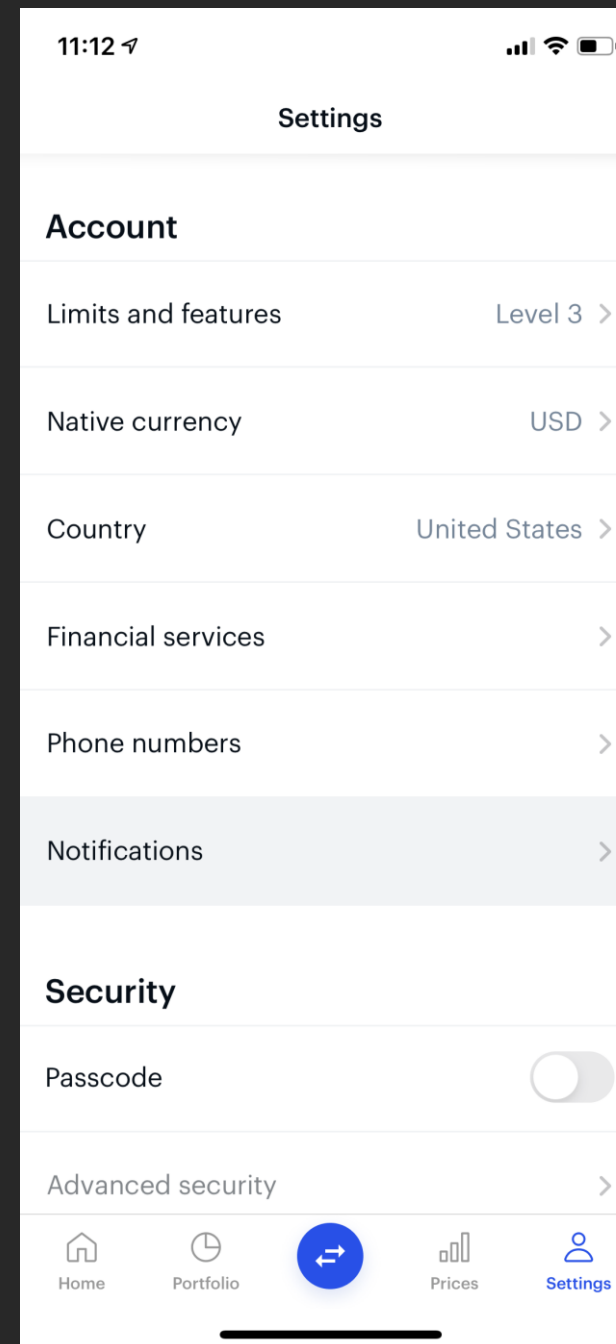 11:12
Settings
Account
Limits and features Level 3
Native currency USD
Country United States
Financial services
Phone numbers
Notifications
Security
Passcode
Advanced security
Home Portfolio Prices Settings